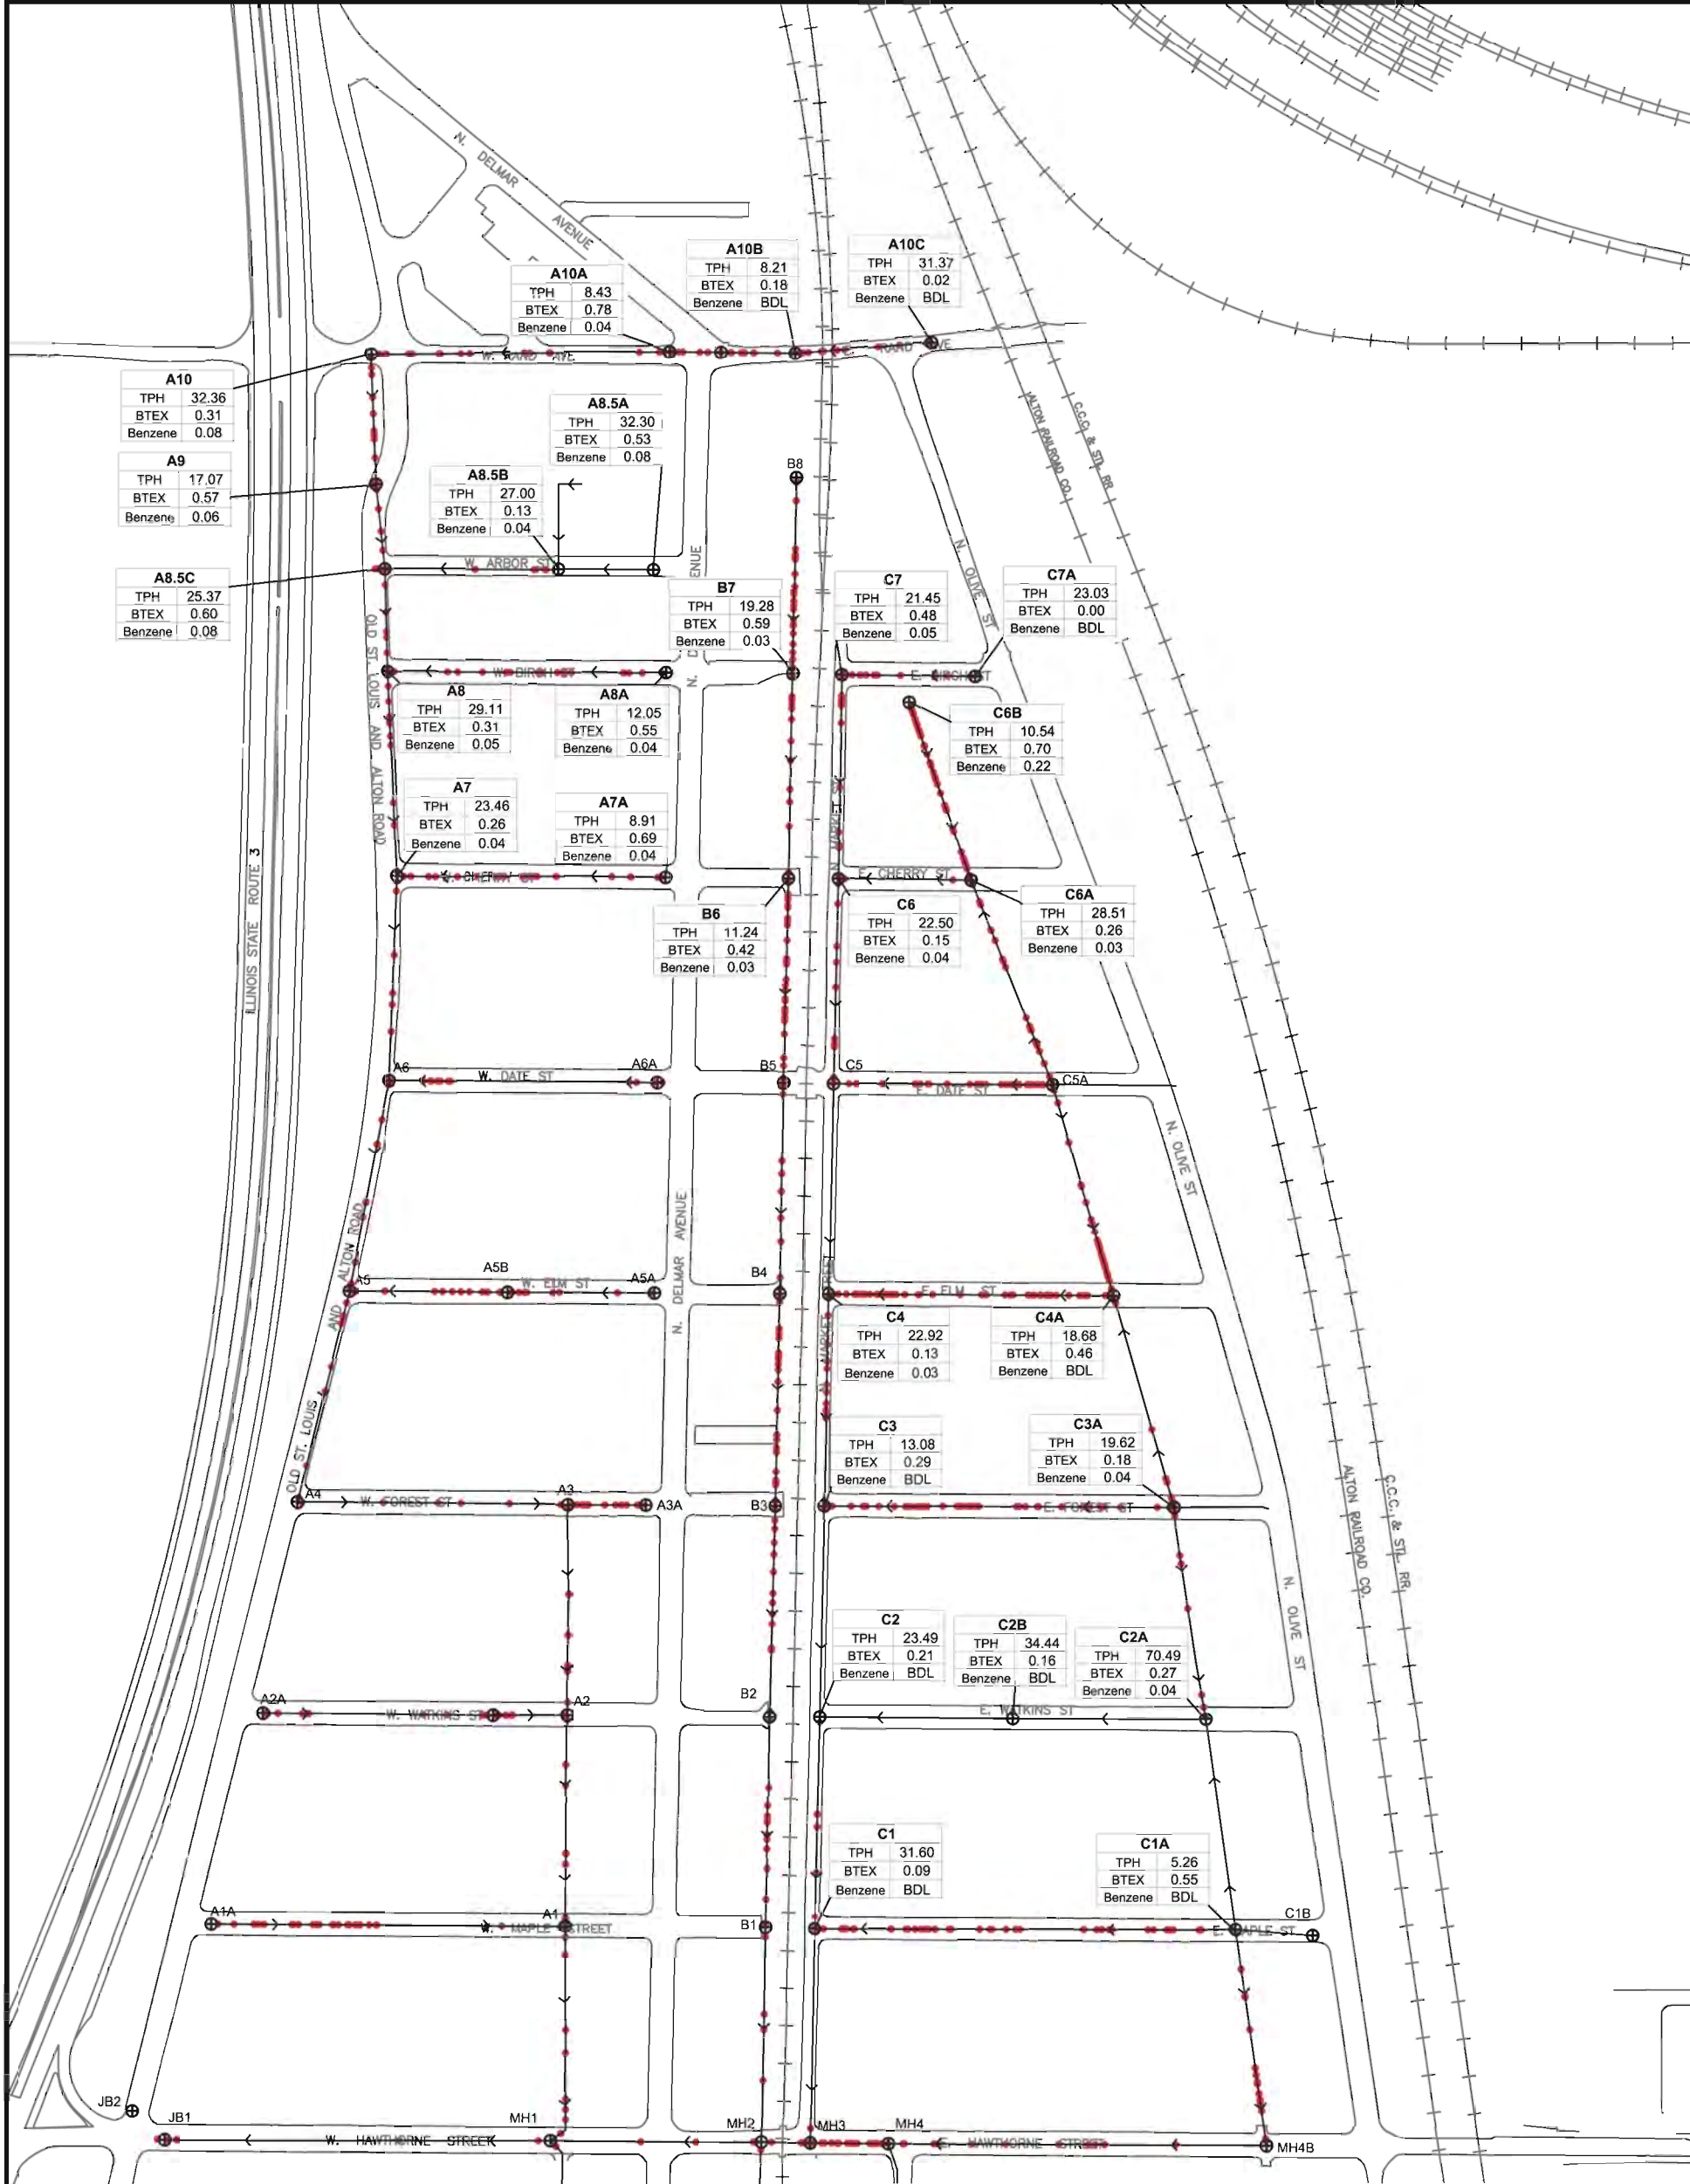 N. DELMAR
AVENUE
A10B
TPH 8.21
BTEX 0.18
Benzene BDL
A10C
TPH 31.37
BTEX 0.02
Benzene BDL
A10A
TPH 8.43
BTEX 0.78
Benzene 0.04
W. RAND AVE.
E. RAND AVE.
A10
TPH 32.36
BTEX 0.31
Benzene 0.08
A8.5A
TPH 32.30
BTEX 0.53
Benzene 0.08
ALTON RAILROAD CO.
C.C.C. & STL. RR
A9
TPH 17.07
BTEX 0.57
Benzene 0.06
A8.5B
TPH 27.00
BTEX 0.13
Benzene 0.04
B8
W. ARBOR ST
N. OLIVE ST
A8.5C
TPH 25.37
BTEX 0.60
Benzene 0.08
B7
TPH 19.28
BTEX 0.59
Benzene 0.03
C7
TPH 21.45
BTEX 0.48
Benzene 0.05
C7A
TPH 23.03
BTEX 0.00
Benzene BDL
OLD ST. LOUIS AND ALTON ROAD
W. BIRCH ST
E. BIRCH ST
A8
TPH 29.11
BTEX 0.31
Benzene 0.05
A8A
TPH 12.05
BTEX 0.55
Benzene 0.04
C6B
TPH 10.54
BTEX 0.70
Benzene 0.22
A7
TPH 23.46
BTEX 0.26
Benzene 0.04
A7A
TPH 8.91
BTEX 0.69
Benzene 0.04
W. CHERRY ST
E. CHERRY ST
ILLINOIS STATE ROUTE 3
B6
TPH 11.24
BTEX 0.42
Benzene 0.03
C6
TPH 22.50
BTEX 0.15
Benzene 0.04
C6A
TPH 28.51
BTEX 0.26
Benzene 0.03
A6
W. DATE ST
A6A
B5
C5
E. DATE ST
C5A
N. OLIVE ST
N. DELMAR AVENUE
A5
A5B
W. ELM ST
A5A
B4
E. ELM ST
C4
TPH 22.92
BTEX 0.13
Benzene 0.03
C4A
TPH 18.68
BTEX 0.46
Benzene BDL
OLD ST. LOUIS AND ALTON ROAD
C3
TPH 13.08
BTEX 0.29
Benzene BDL
C3A
TPH 19.62
BTEX 0.18
Benzene 0.04
A4
W. FOREST ST
A3
A3A
B3
E. FOREST ST
ALTON RAILROAD CO.
C.C.C. & STL. RR
N. OLIVE ST
C2
TPH 23.49
BTEX 0.21
Benzene BDL
C2B
TPH 34.44
BTEX 0.16
Benzene BDL
C2A
TPH 70.49
BTEX 0.27
Benzene 0.04
A2A
W. WATKINS ST
A2
B2
E. WATKINS ST
C1
TPH 31.60
BTEX 0.09
Benzene BDL
C1A
TPH 5.26
BTEX 0.55
Benzene BDL
A1A
A1
W. MAPLE STREET
B1
E. MAPLE ST
C1B
JB2
JB1
MH1
MH2
MH3
MH4
W. HAWTHORNE STREET
E. HAWTHORNE STREET
MH4B